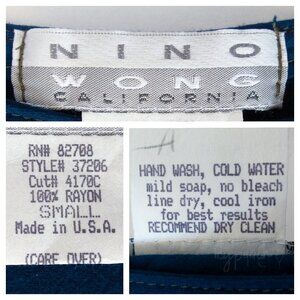 NINO
WONG
CALIFORNIA
RN# 82708
STYLE# 37206
Cut# 4170C
100% RAYON
SMALL
Made in U.S.A.
(CARE OVER)
HAND WASH, COLD WATER
mild soap, no bleach
line dry, cool iron
for best results
RECOMMEND DRY CLEAN